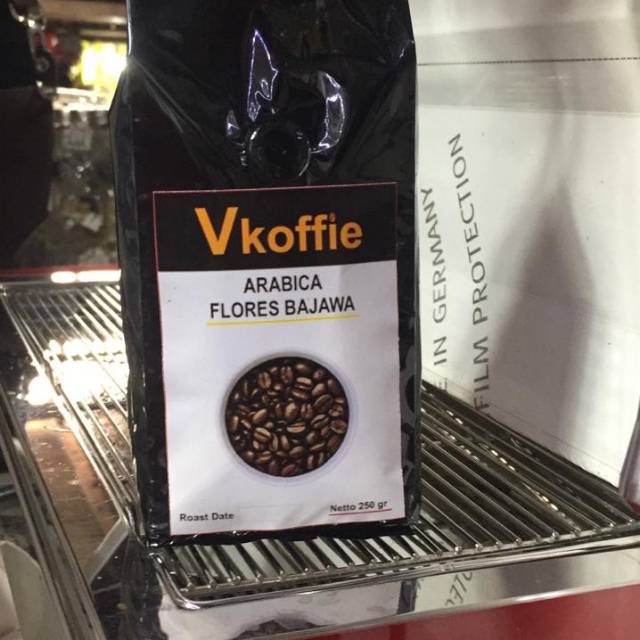 Vkoffie
ARABICA
FLORES BAJAWA
Roast Date
Netto 250 gr
IN GERMANY
FILM PROTECTION